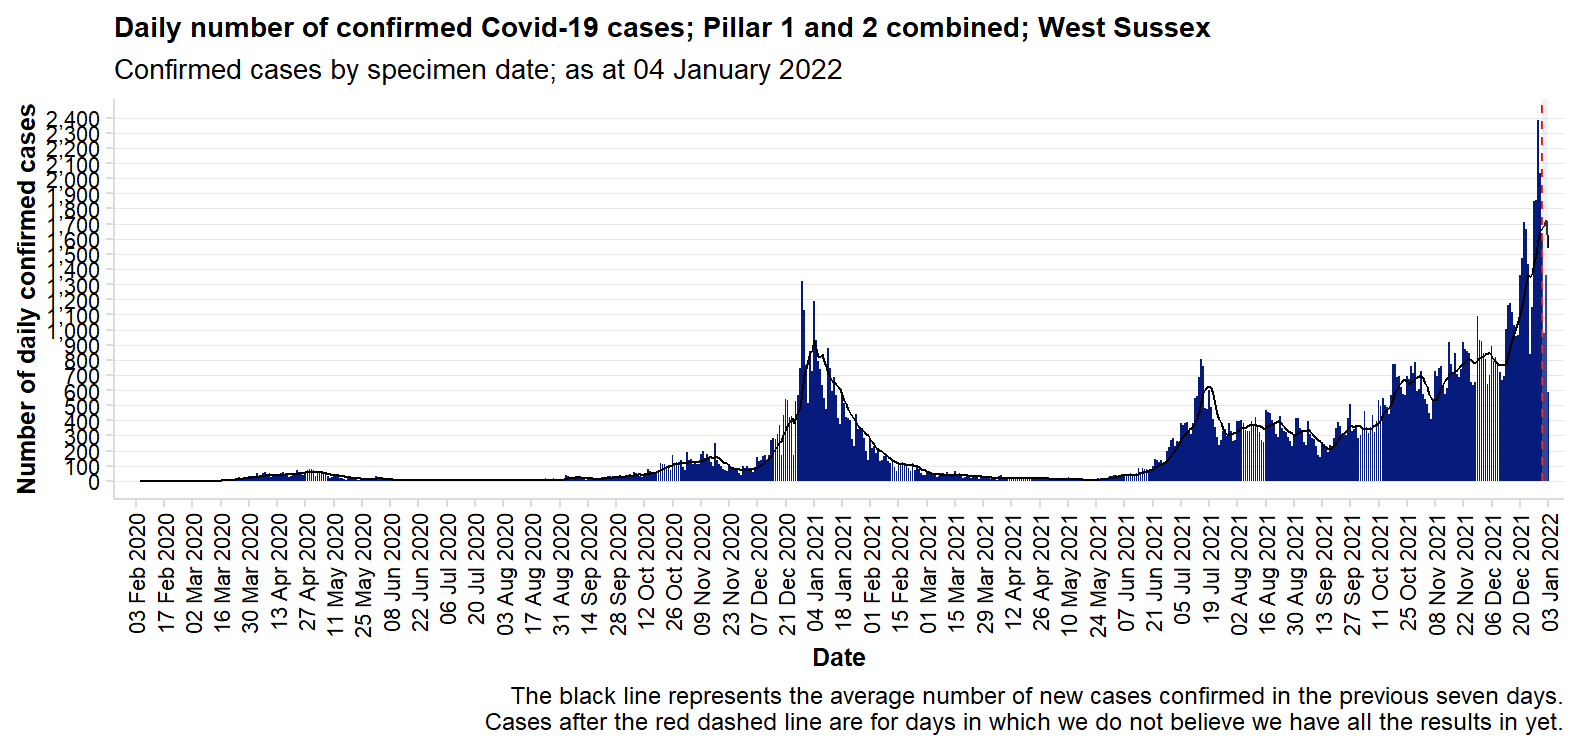 Daily number of confirmed Covid-19 cases; Pillar 1 and 2 combined; West Sussex
Confirmed cases by specimen date; as at 04 January 2022
Number of daily confirmed cases
2,400
2,300
2,200
2,100
2,000
1,900
1,800
1,700
1,600
1,500
1,400
1,300
1,200
1,100
1,000
900
800
700
600
500
400
300
200
100
0
03 Feb 2020
17 Feb 2020
02 Mar 2020
16 Mar 2020
30 Mar 2020
13 Apr 2020
27 Apr 2020
11 May 2020
25 May 2020
08 Jun 2020
22 Jun 2020
06 Jul 2020
20 Jul 2020
03 Aug 2020
17 Aug 2020
31 Aug 2020
14 Sep 2020
28 Sep 2020
12 Oct 2020
26 Oct 2020
09 Nov 2020
23 Nov 2020
07 Dec 2020
21 Dec 2020
04 Jan 2021
18 Jan 2021
01 Feb 2021
15 Feb 2021
01 Mar 2021
15 Mar 2021
29 Mar 2021
12 Apr 2021
26 Apr 2021
10 May 2021
24 May 2021
07 Jun 2021
21 Jun 2021
05 Jul 2021
19 Jul 2021
02 Aug 2021
16 Aug 2021
30 Aug 2021
13 Sep 2021
27 Sep 2021
11 Oct 2021
25 Oct 2021
08 Nov 2021
22 Nov 2021
06 Dec 2021
20 Dec 2021
03 Jan 2022
Date
The black line represents the average number of new cases confirmed in the previous seven days.
Cases after the red dashed line are for days in which we do not believe we have all the results in yet.